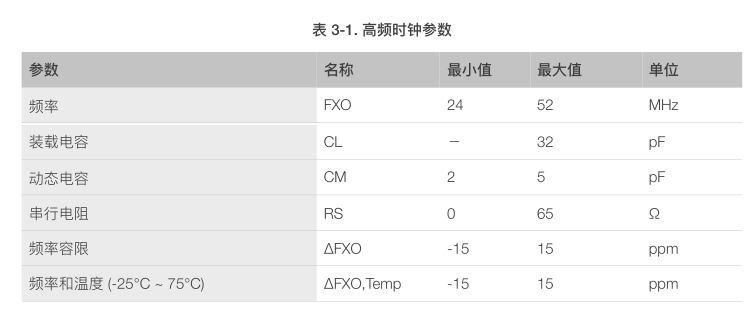 表 3-1. 高频时钟参数
参数 名称 最小值 最大值 单位
频率 FXO 24 52 MHz
装载电容 CL － 32 pF
动态电容 CM 2 5 pF
串行电阻 RS 0 65 Ω
频率容限 ΔFXO -15 15 ppm
频率和温度 (-25°C ~ 75°C) ΔFXO,Temp -15 15 ppm